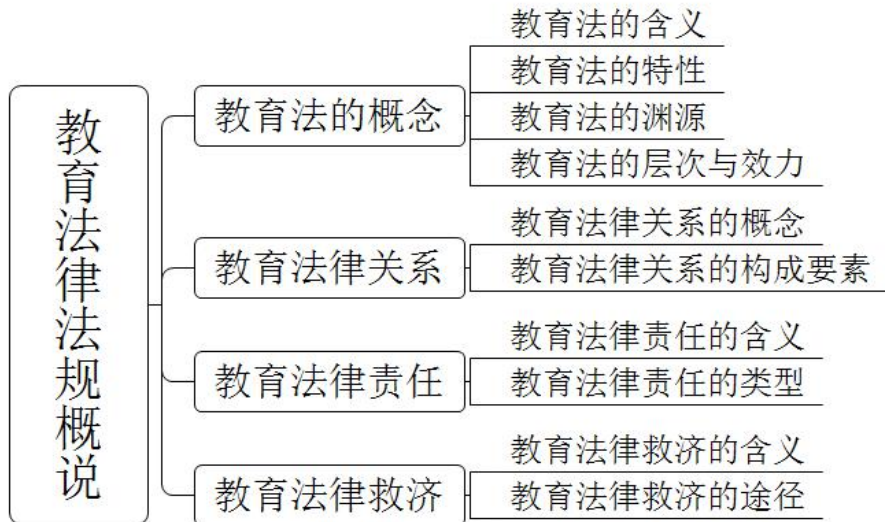 教育法律法规概说
教育法的概念
教育法的含义
教育法的特性
教育法的渊源
教育法的层次与效力
教育法律关系
教育法律关系的概念
教育法律关系的构成要素
教育法律责任
教育法律责任的含义
教育法律责任的类型
教育法律救济
教育法律救济的含义
教育法律救济的途径